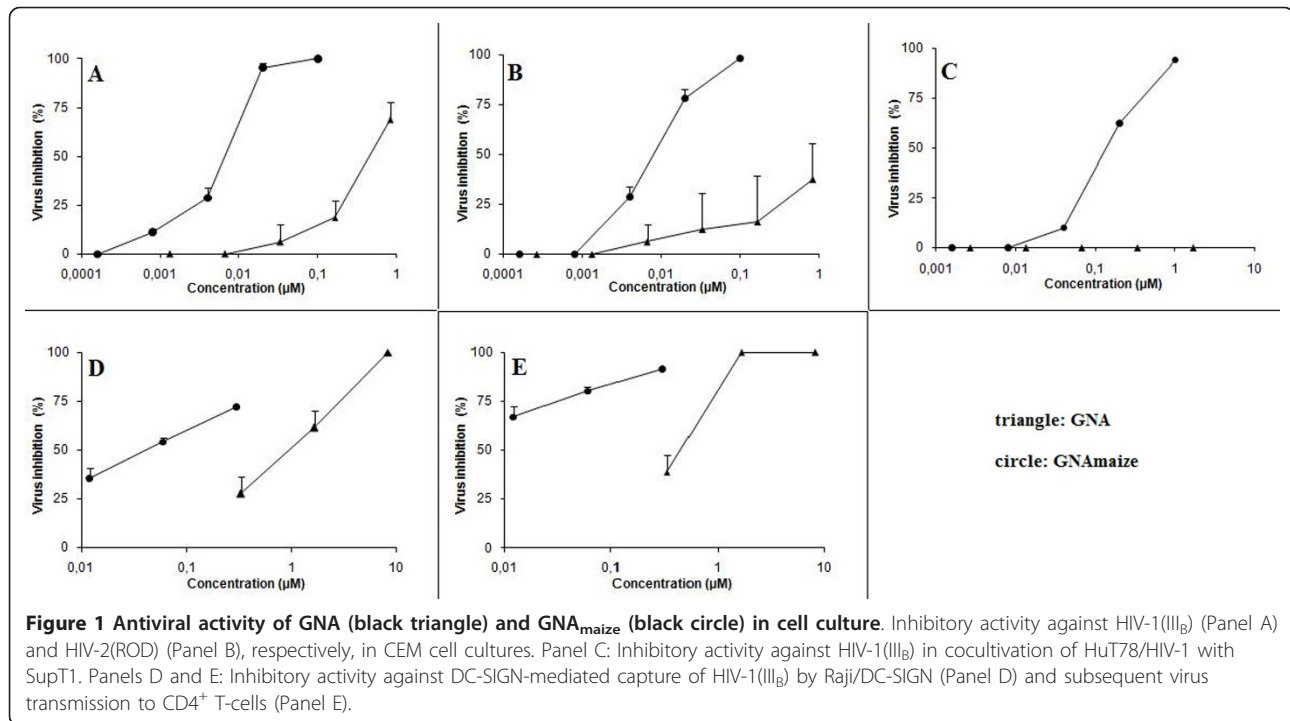 A
Virus inhibition (%)
100
75
50
25
0
0,0001 0,001 0,01 0,1 1
Concentration (µM)
B
Virus inhibition (%)
100
75
50
25
0
0,0001 0,001 0,01 0,1 1
Concentration (µM)
C
Virus inhibition (%)
100
75
50
25
0
0,001 0,01 0,1 1 10
Concentration (µM)
D
Virus inhibition (%)
100
75
50
25
0
0,01 0,1 1 10
Concentration (µM)
E
Virus inhibition (%)
100
75
50
25
0
0,01 0,1 1 10
Concentration (µM)
triangle: GNA
circle: GNAmaize
Figure 1 Antiviral activity of GNA (black triangle) and GNAmaize (black circle) in cell culture. Inhibitory activity against HIV-1(IIIB) (Panel A)
and HIV-2(ROD) (Panel B), respectively, in CEM cell cultures. Panel C: Inhibitory activity against HIV-1(IIIB) in cocultivation of HuT78/HIV-1 with
SupT1. Panels D and E: Inhibitory activity against DC-SIGN-mediated capture of HIV-1(IIIB) by Raji/DC-SIGN (Panel D) and subsequent virus
transmission to CD4+ T-cells (Panel E).